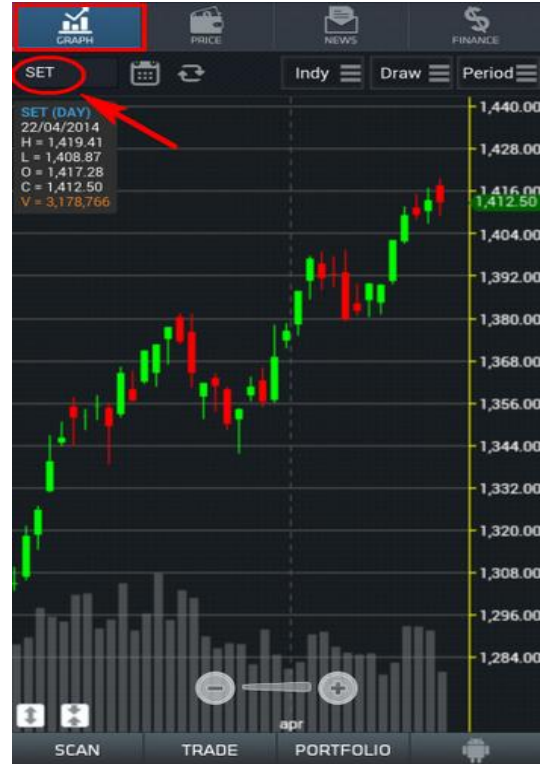 GRAPH PRICE NEWS FINANCE
SET Indy Draw Period
SET (DAY)
22/04/2014
H = 1,419.41
L = 1,408.87
O = 1,417.28
C = 1,412.50
V = 3,178,766
1,440.00
1,428.00
1,416.00
1,412.50
1,404.00
1,392.00
1,380.00
1,368.00
1,356.00
1,344.00
1,332.00
1,320.00
1,308.00
1,296.00
1,284.00
apr
SCAN TRADE PORTFOLIO